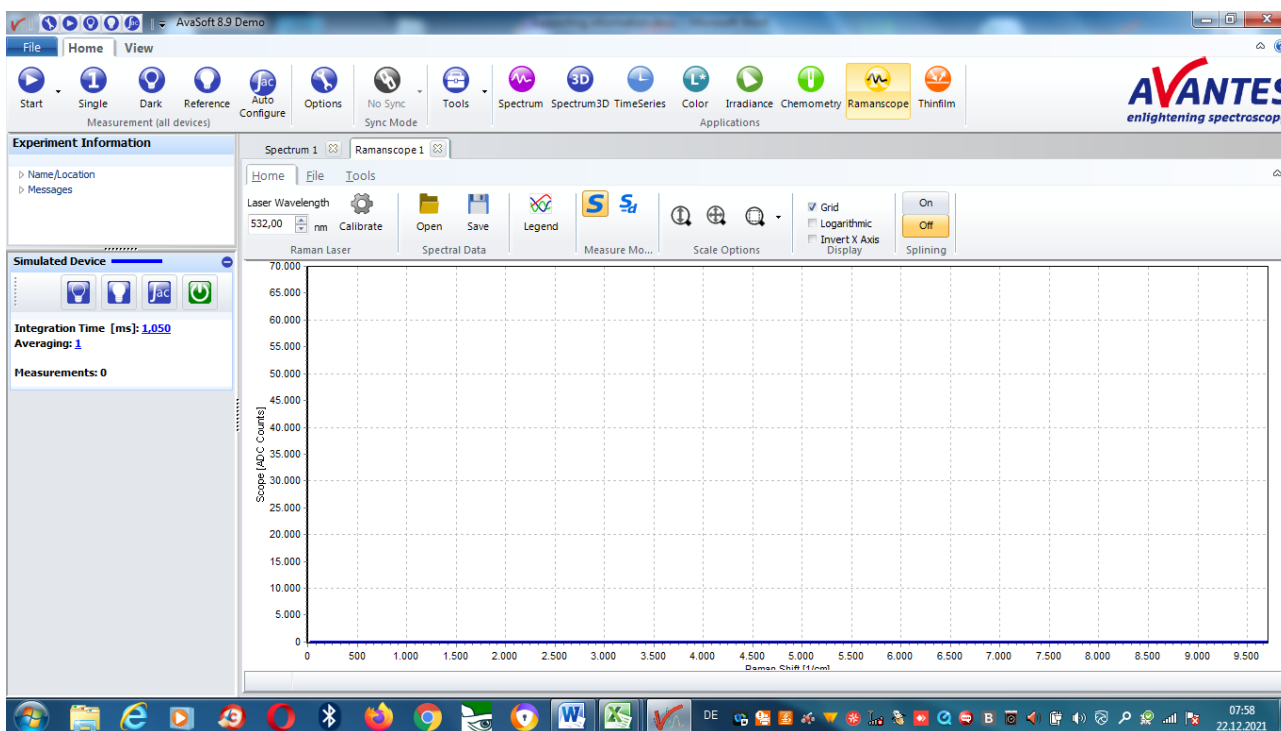 AvaSoft 8.9 Demo
File Home View
Start Single Dark Reference Auto Configure Options No Sync Tools Spectrum Spectrum3D TimeSeries Color Irradiance Chemometry Ramanscope Thinfilm
Measurement (all devices) Sync Mode Applications
AVANTES
enlightening spectroscop
Experiment Information
Name/Location
Messages
Simulated Device
Jac
Integration Time [ms]: 1,050
Averaging: 1
Measurements: 0
Spectrum 1 Ramanscope 1
Home File Tools
Laser Wavelength
532,00 nm Calibrate Open Save Legend
S Sd
Grid
Logarithmic
Invert X Axis
On
Off
Raman Laser Spectral Data Measure Mo... Scale Options Display Splining
70.000
65.000
60.000
55.000
50.000
45.000
40.000
35.000
30.000
25.000
20.000
15.000
10.000
5.000
0
Scope [ADC Counts]
0 500 1.000 1.500 2.000 2.500 3.000 3.500 4.000 4.500 5.000 5.500 6.000 6.500 7.000 7.500 8.000 8.500 9.000 9.500
Raman Shift [1/cm]
DE
07:58
22.12.2021